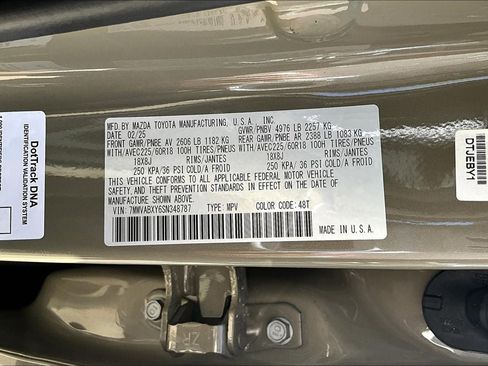 MFD.BY MAZDA TOYOTA MANUFACTURING, U.S.A., INC.
DATE: 02/25 GVWR/PNBV 4976 LB 2257 KG
FRONT GAWR/PNBE AV 2606 LB 1182 KG REAR GAWR/PNBE AR 2388 LB 1083 KG
WITH/AVEC225/60R18 100H TIRES/PNEUS WITH/AVEC225/60R18 100H TIRES/PNEUS
18X8J RIMS/JANTES 18X8J RIMS/JANTES
250 KPA/ 36 PSI COLD/A FROID 250 KPA/ 36 PSI COLD/A FROID
THIS VEHICLE CONFORMS TO ALL APPLICABLE FEDERAL MOTOR VEHICLE
SAFETY AND THEFT PREVENTION STANDARDS IN EFFECT ON THE DATE OF
MANUFACTURE SHOWN ABOVE.
VIN: 7MMVABXY6SN348787 TYPE: MPV COLOR CODE: 48T
DotTrack DNA
IDENTIFICATION VALIDATION SYSTEM
DTQEBY1